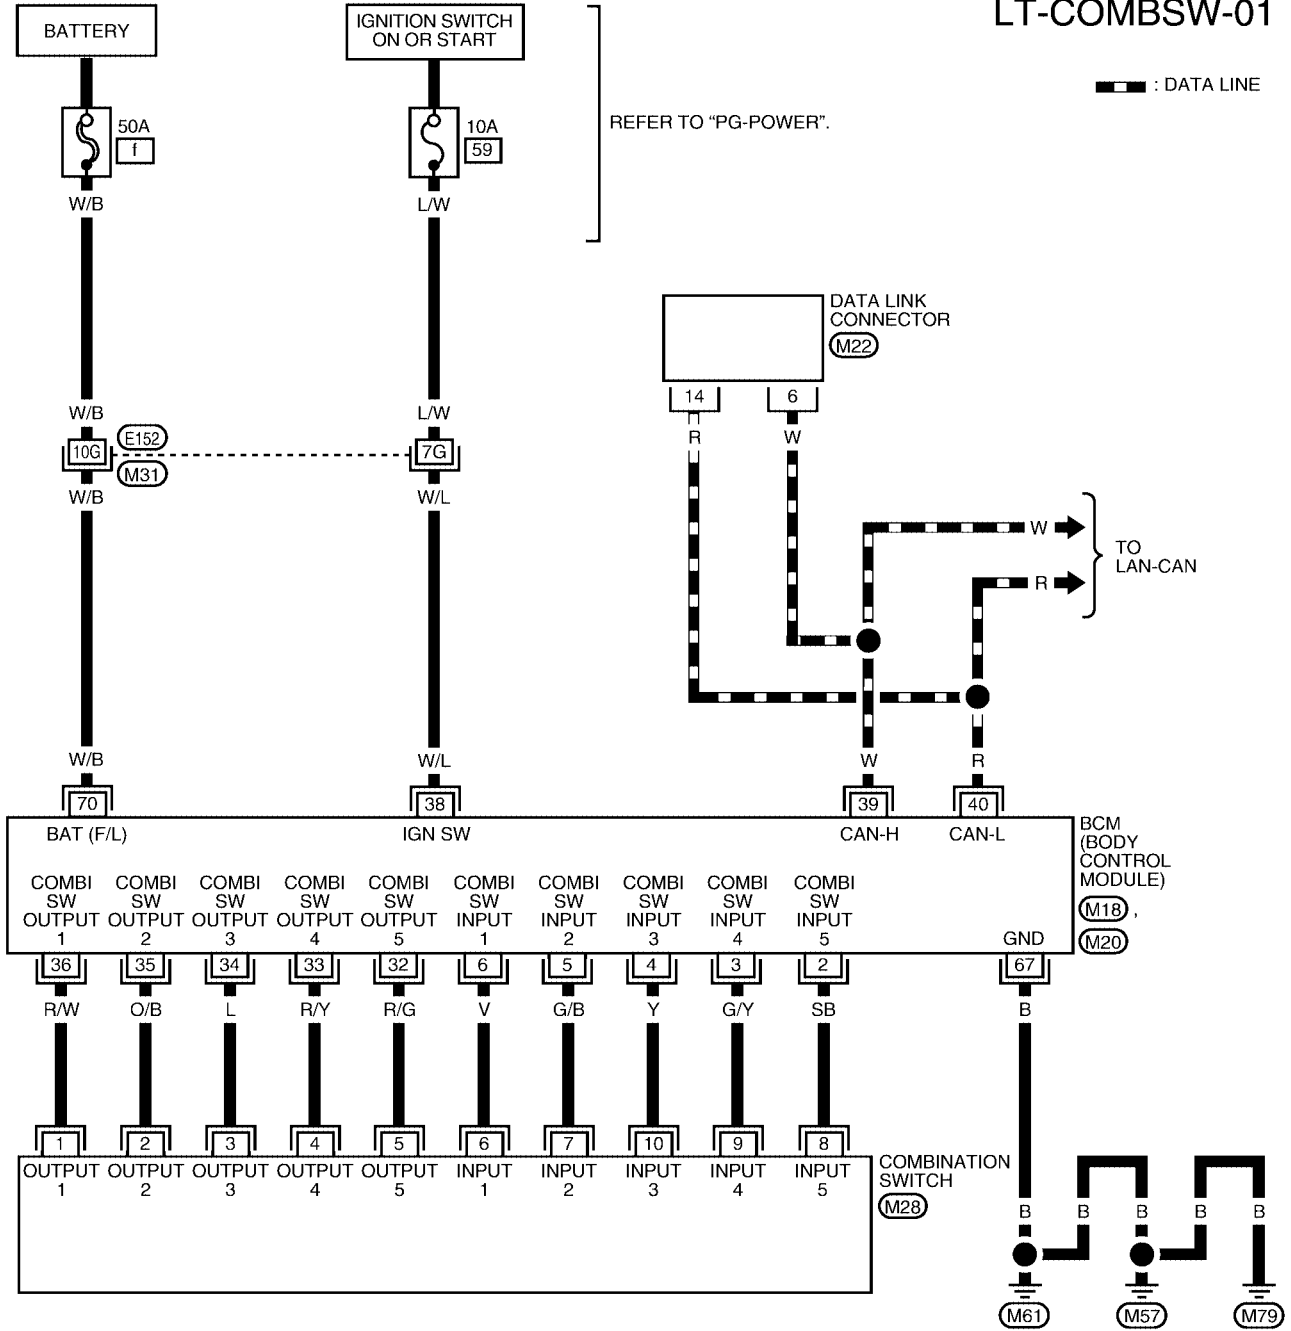 LT-COMBSW-01
BATTERY
IGNITION SWITCH
ON OR START
: DATA LINE
50A
f
10A
59
REFER TO “PG-POWER”.
W/B
L/W
DATA LINK
CONNECTOR
M22
14
6
W/B
L/W
R
W
10G
E152
M31
7G
W/B
W/L
W
R
TO
LAN-CAN
W/B
W/L
W
R
70
38
39
40
BAT (F/L)
IGN SW
CAN-H
CAN-L
BCM
(BODY
CONTROL
MODULE)
M18 ,
M20
COMBI
SW
OUTPUT
1
COMBI
SW
OUTPUT
2
COMBI
SW
OUTPUT
3
COMBI
SW
OUTPUT
4
COMBI
SW
OUTPUT
5
COMBI
SW
INPUT
1
COMBI
SW
INPUT
2
COMBI
SW
INPUT
3
COMBI
SW
INPUT
4
COMBI
SW
INPUT
5
GND
36
35
34
33
32
6
5
4
3
2
67
R/W
O/B
L
R/Y
R/G
V
G/B
Y
G/Y
SB
B
1
2
3
4
5
6
7
10
9
8
OUTPUT
1
OUTPUT
2
OUTPUT
3
OUTPUT
4
OUTPUT
5
INPUT
1
INPUT
2
INPUT
3
INPUT
4
INPUT
5
COMBINATION
SWITCH
M28
B
B
B
B
B
M61
M57
M79